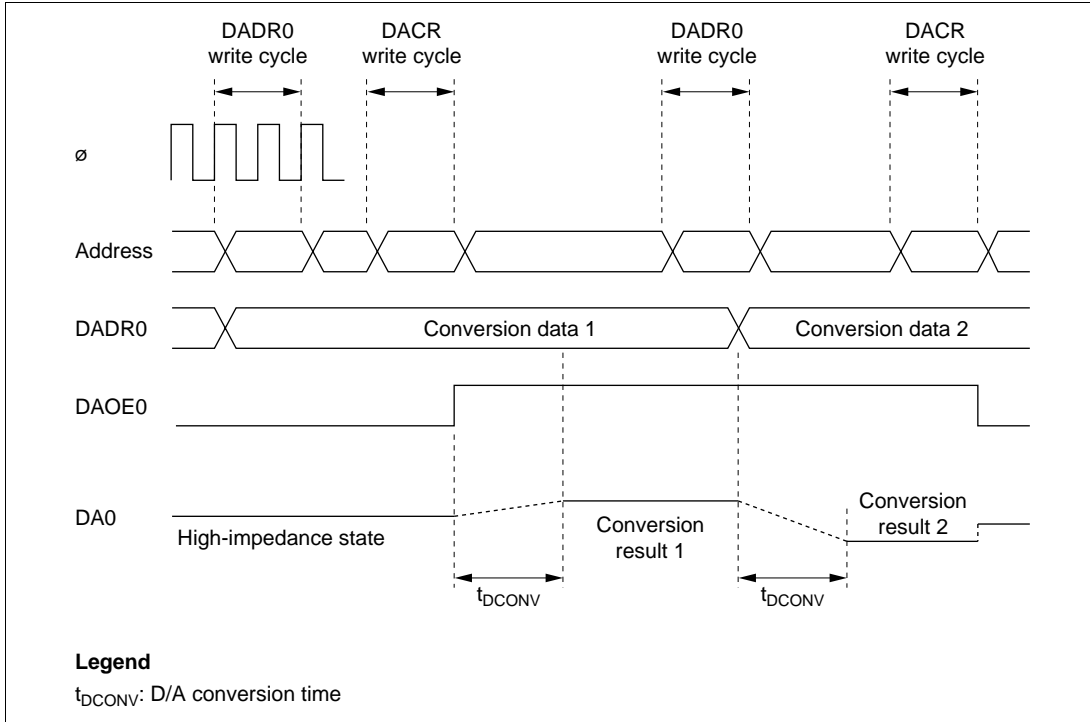 DADR0
write cycle
DACR
write cycle
DADR0
write cycle
DACR
write cycle
ø
Address
DADR0
Conversion data 1
Conversion data 2
DAOE0
DA0
High-impedance state
Conversion
result 1
Conversion
result 2
tDCONV
tDCONV
Legend
tDCONV: D/A conversion time